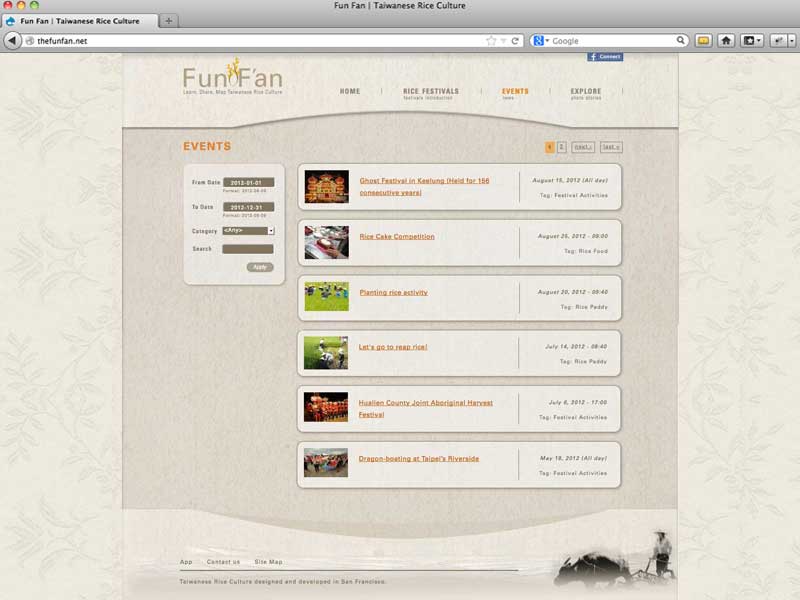 Fun Fan | Taiwanese Rice Culture
Fun Fan | Taiwanese Rice Culture
thefunfan.net
Google
Connect
Fun F'an
Learn, Share, Map Taiwanese Rice Culture
HOME
RICE FESTIVALS
festivals introduction
EVENTS
news
EXPLORE
photo stories
EVENTS
1 2 next › last »
From Date 2012-01-01
Format: 2012-08-09
To Date 2012-12-31
Format: 2012-08-09
Category <Any>
Search
Apply
Ghost Festival in Keelung (Held for 156
consecutive years)
August 15, 2012 (All day)
Tag: Festival Activities
Rice Cake Competition
August 25, 2012 - 09:00
Tag: Rice Food
Planting rice activity
August 20, 2012 - 09:40
Tag: Rice Paddy
Let's go to reap rice!
July 14, 2012 - 08:40
Tag: Rice Paddy
Hualien County Joint Aboriginal Harvest
Festival
July 6, 2012 - 17:00
Tag: Festival Activities
Dragon-boating at Taipei's Riverside
May 18, 2012 (All day)
Tag: Festival Activities
App Contact us Site Map
Taiwanese Rice Culture designed and developed in San Francisco.